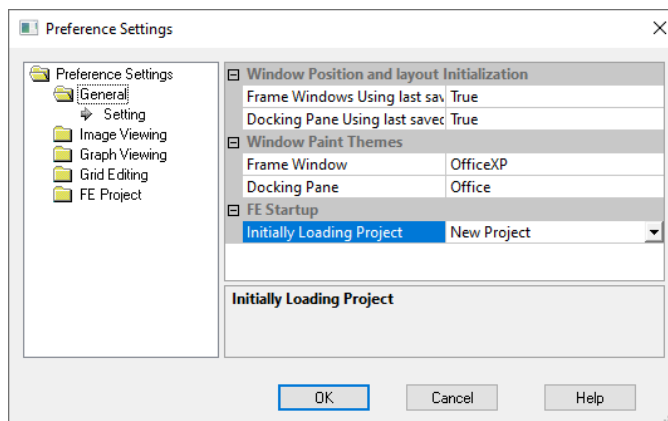 Preference Settings
Preference Settings
General
Setting
Image Viewing
Graph Viewing
Grid Editing
FE Project
Window Position and layout Initialization
Frame Windows Using last sav True
Docking Pane Using last saved True
Window Paint Themes
Frame Window OfficeXP
Docking Pane Office
FE Startup
Initially Loading Project New Project
Initially Loading Project
OK Cancel Help